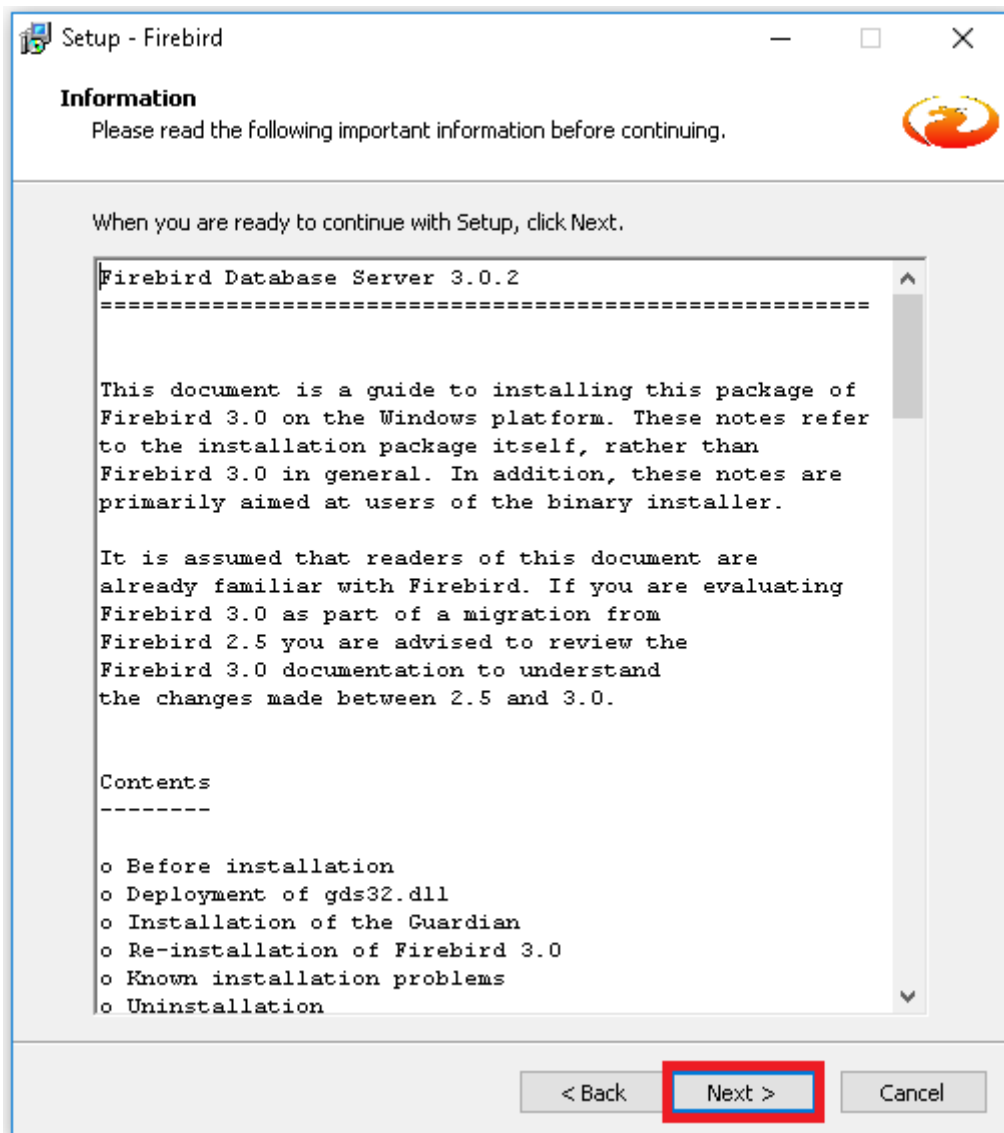 Setup - Firebird
Information
Please read the following important information before continuing.
When you are ready to continue with Setup, click Next.
Firebird Database Server 3.0.2
=======================================================
This document is a guide to installing this package of
Firebird 3.0 on the Windows platform. These notes refer
to the installation package itself, rather than
Firebird 3.0 in general. In addition, these notes are
primarily aimed at users of the binary installer.
It is assumed that readers of this document are
already familiar with Firebird. If you are evaluating
Firebird 3.0 as part of a migration from
Firebird 2.5 you are advised to review the
Firebird 3.0 documentation to understand
the changes made between 2.5 and 3.0.
Contents
--------
o Before installation
o Deployment of gds32.dll
o Installation of the Guardian
o Re-installation of Firebird 3.0
o Known installation problems
o Uninstallation
< Back
Next >
Cancel